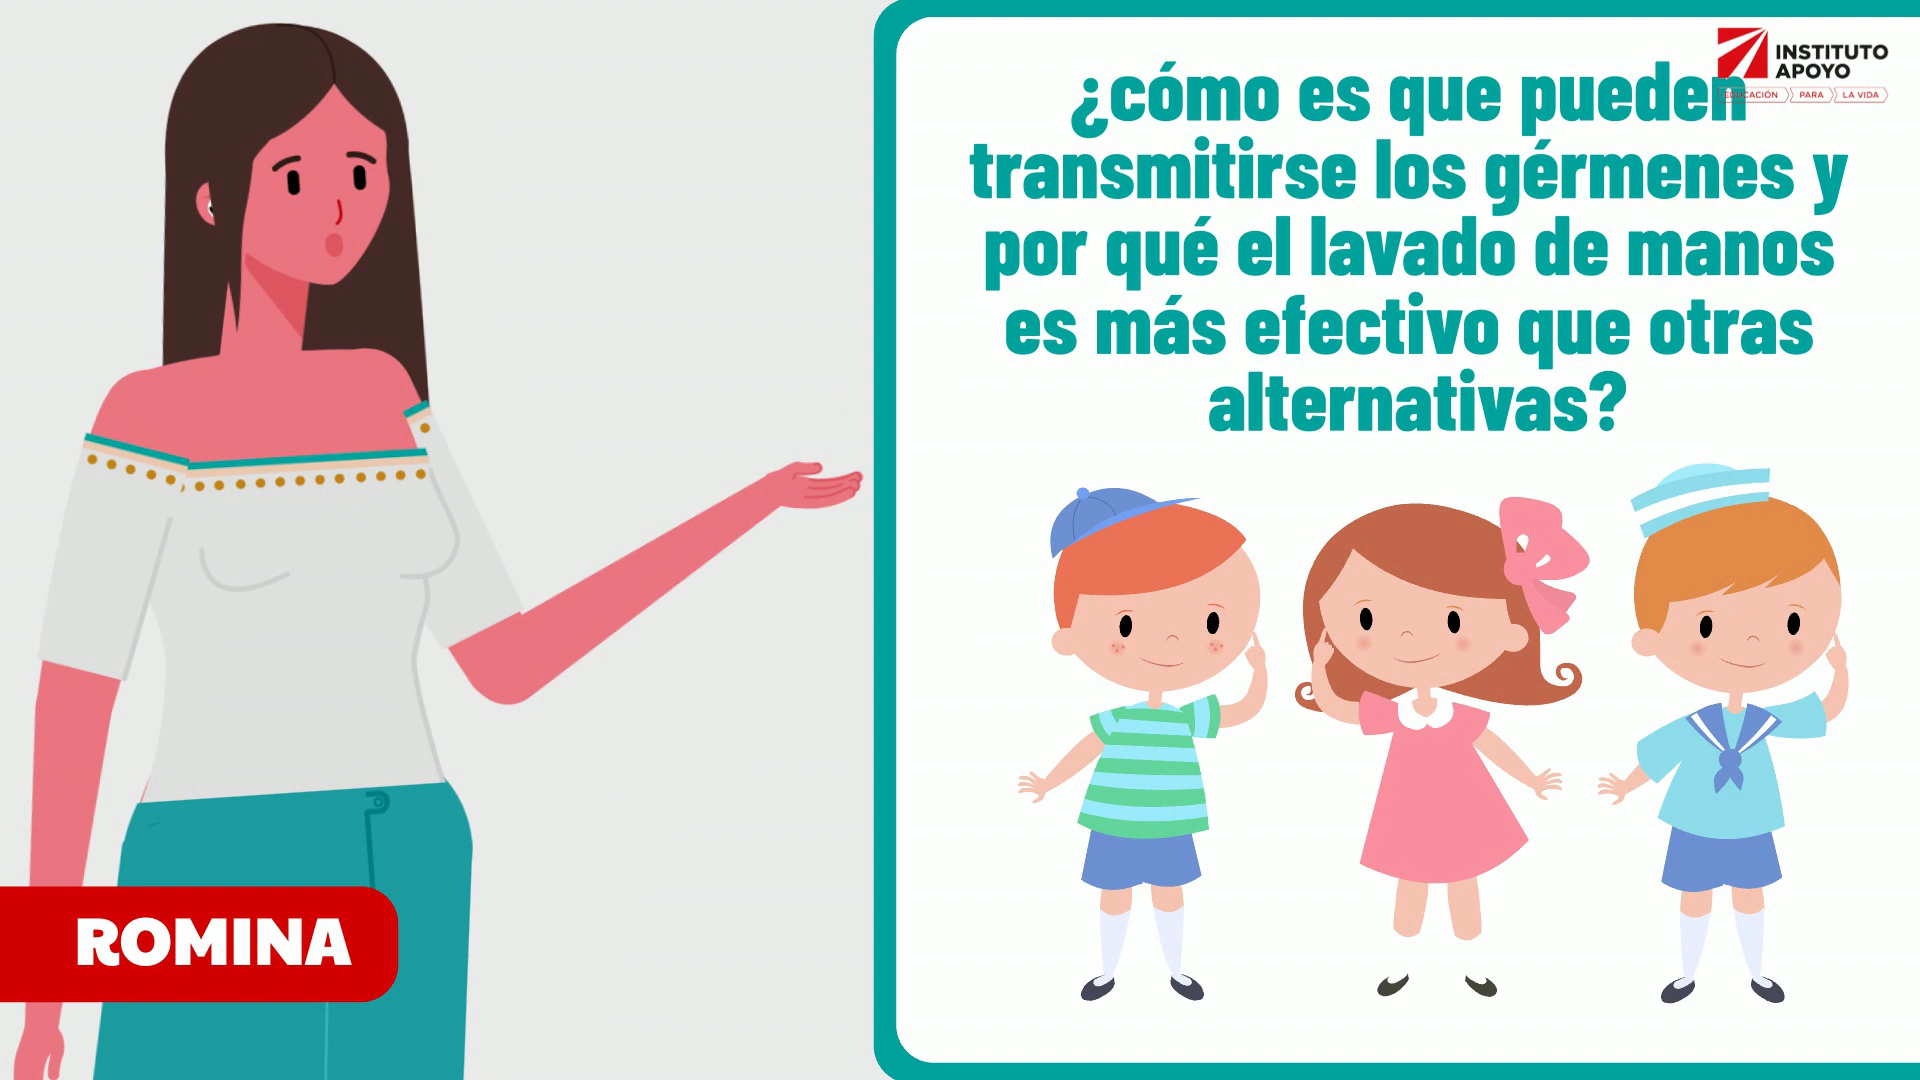 INSTITUTO
APOYO
EDUCACIÓN PARA LA VIDA
¿cómo es que pueden
transmitirse los gérmenes y
por qué el lavado de manos
es más efectivo que otras
alternativas?
ROMINA